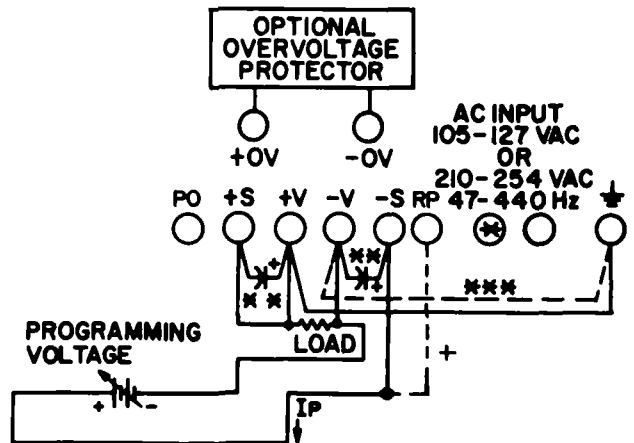 OPTIONAL
OVERVOLTAGE
PROTECTOR
+OV
-OV
AC INPUT
105-127 VAC
OR
210-254 VAC
47-440 Hz
PO +S +V -V -S RP
*
+ ** +
* *
***
LOAD
PROGRAMMING
VOLTAGE
+ -
+
IP